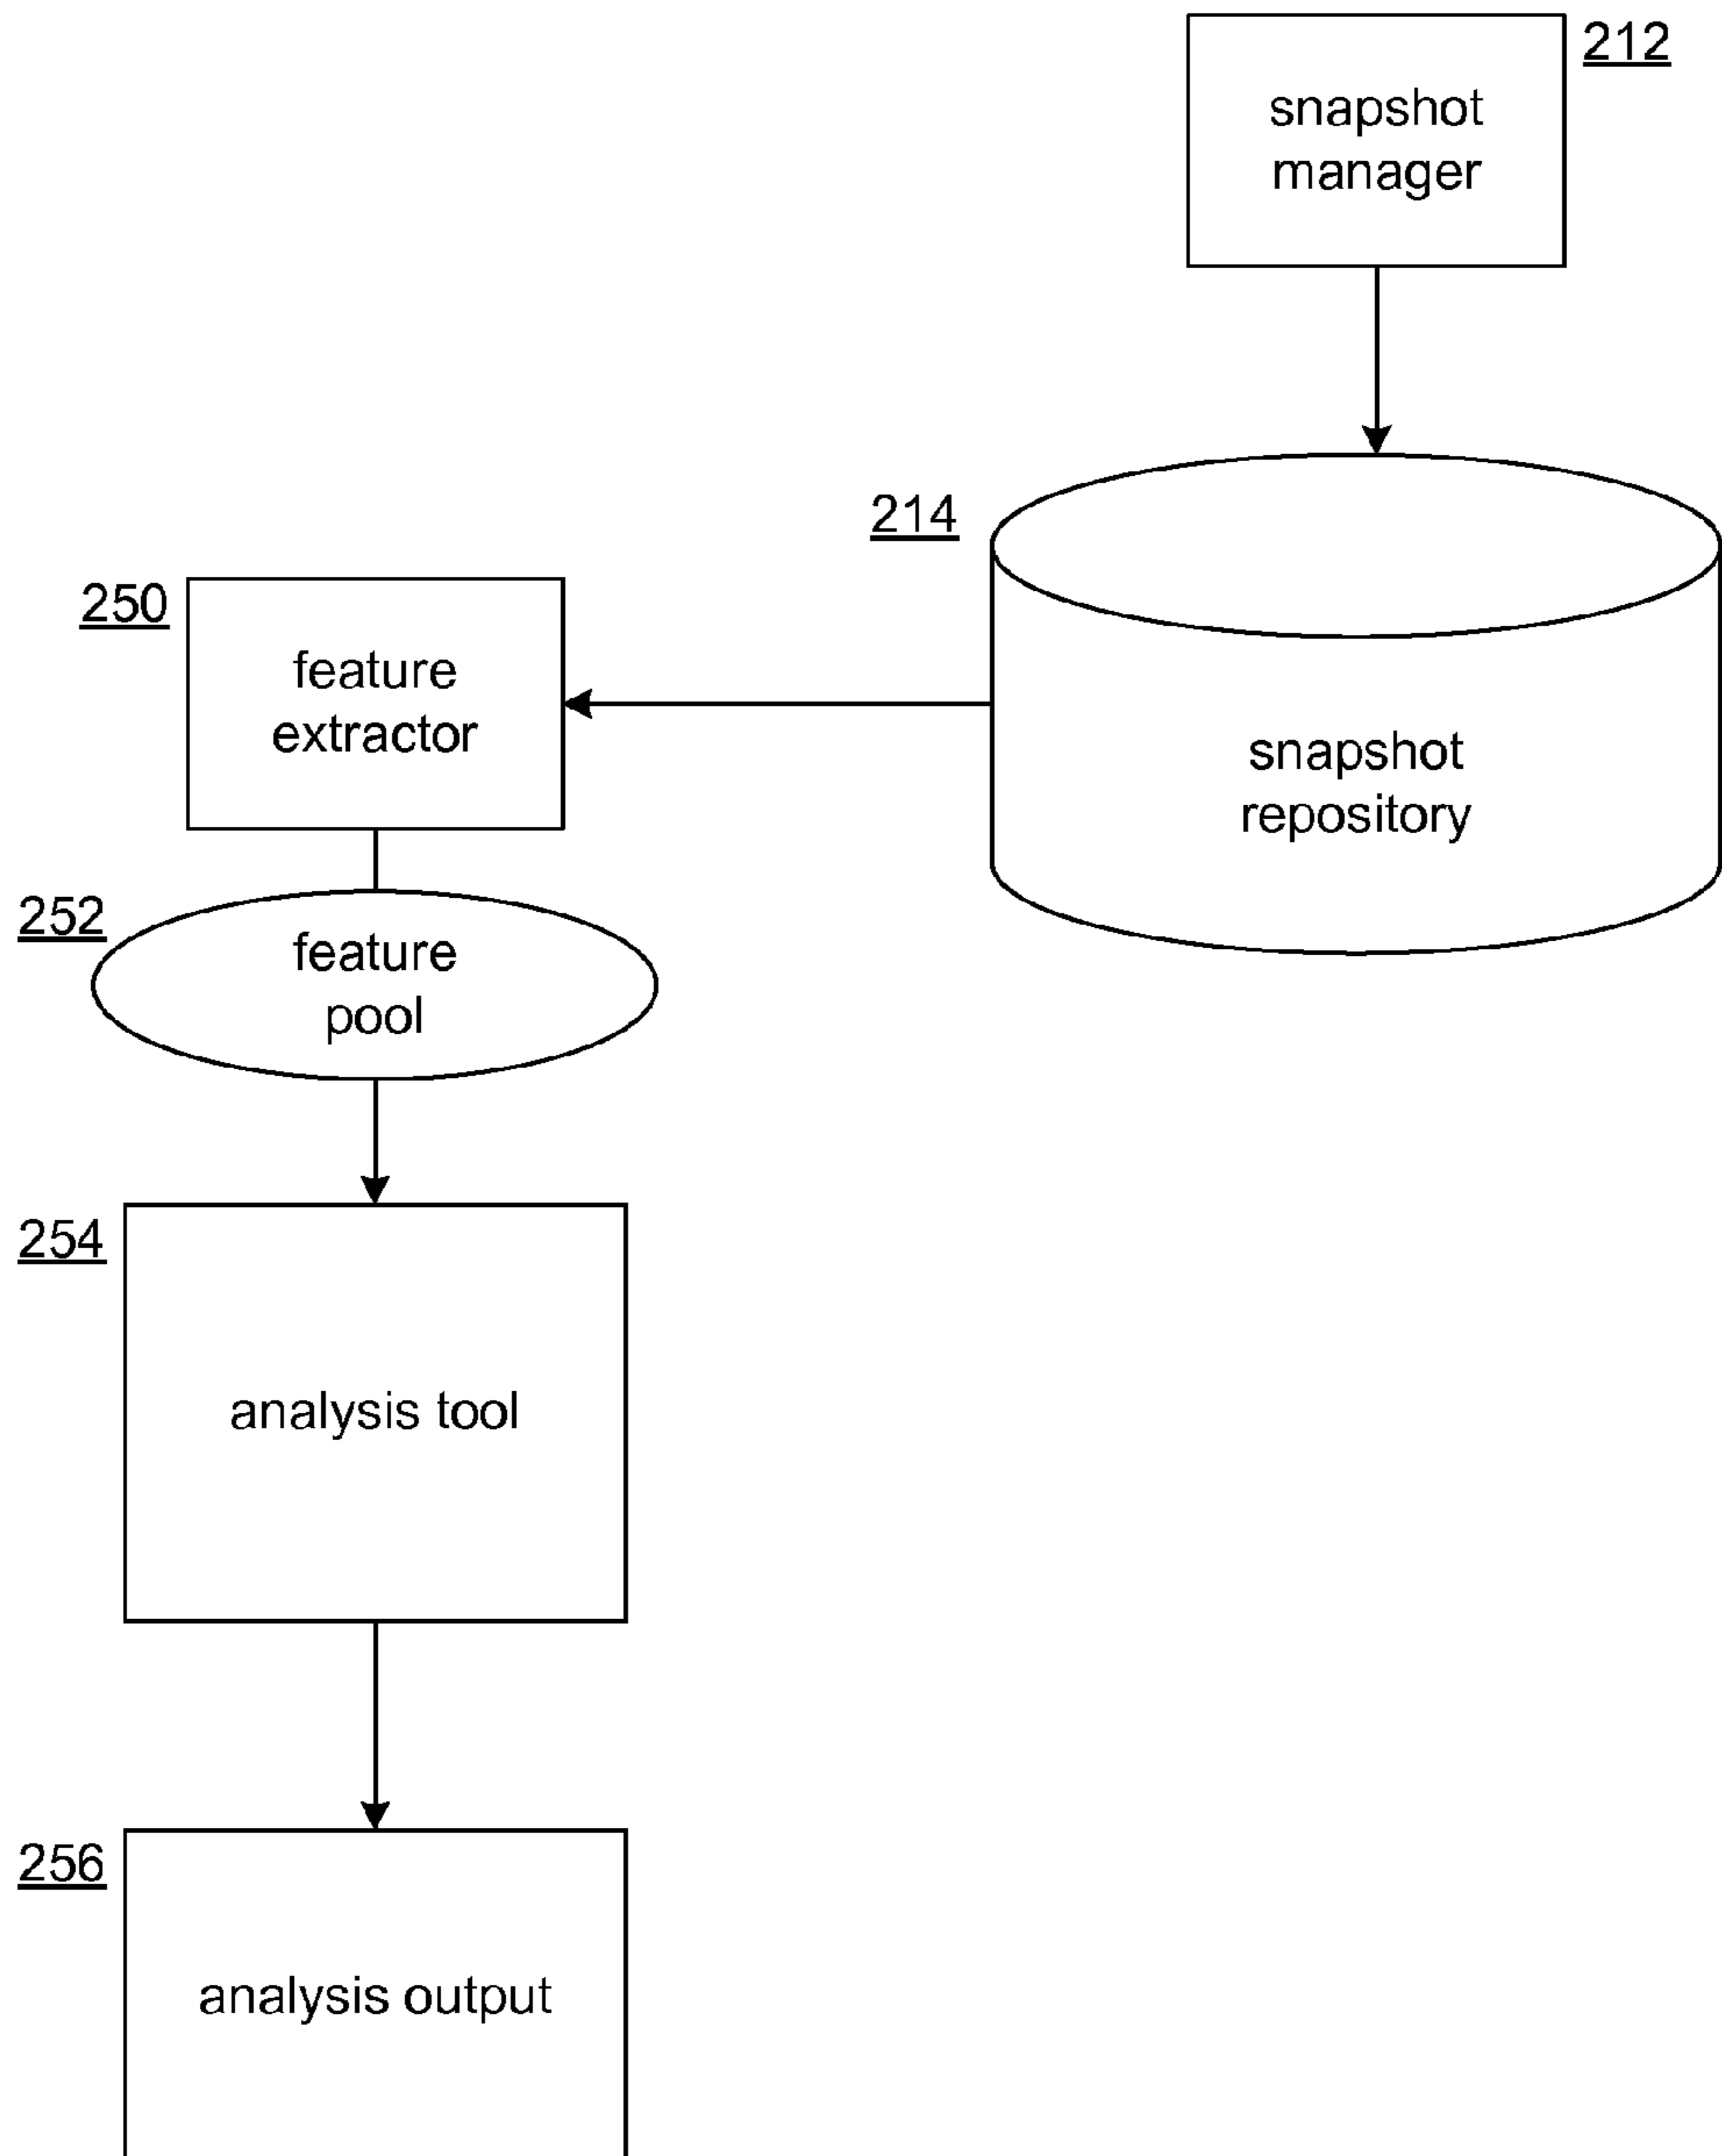 212
snapshot
manager
214
snapshot
repository
250
feature
extractor
252
feature
pool
254
analysis tool
256
analysis output